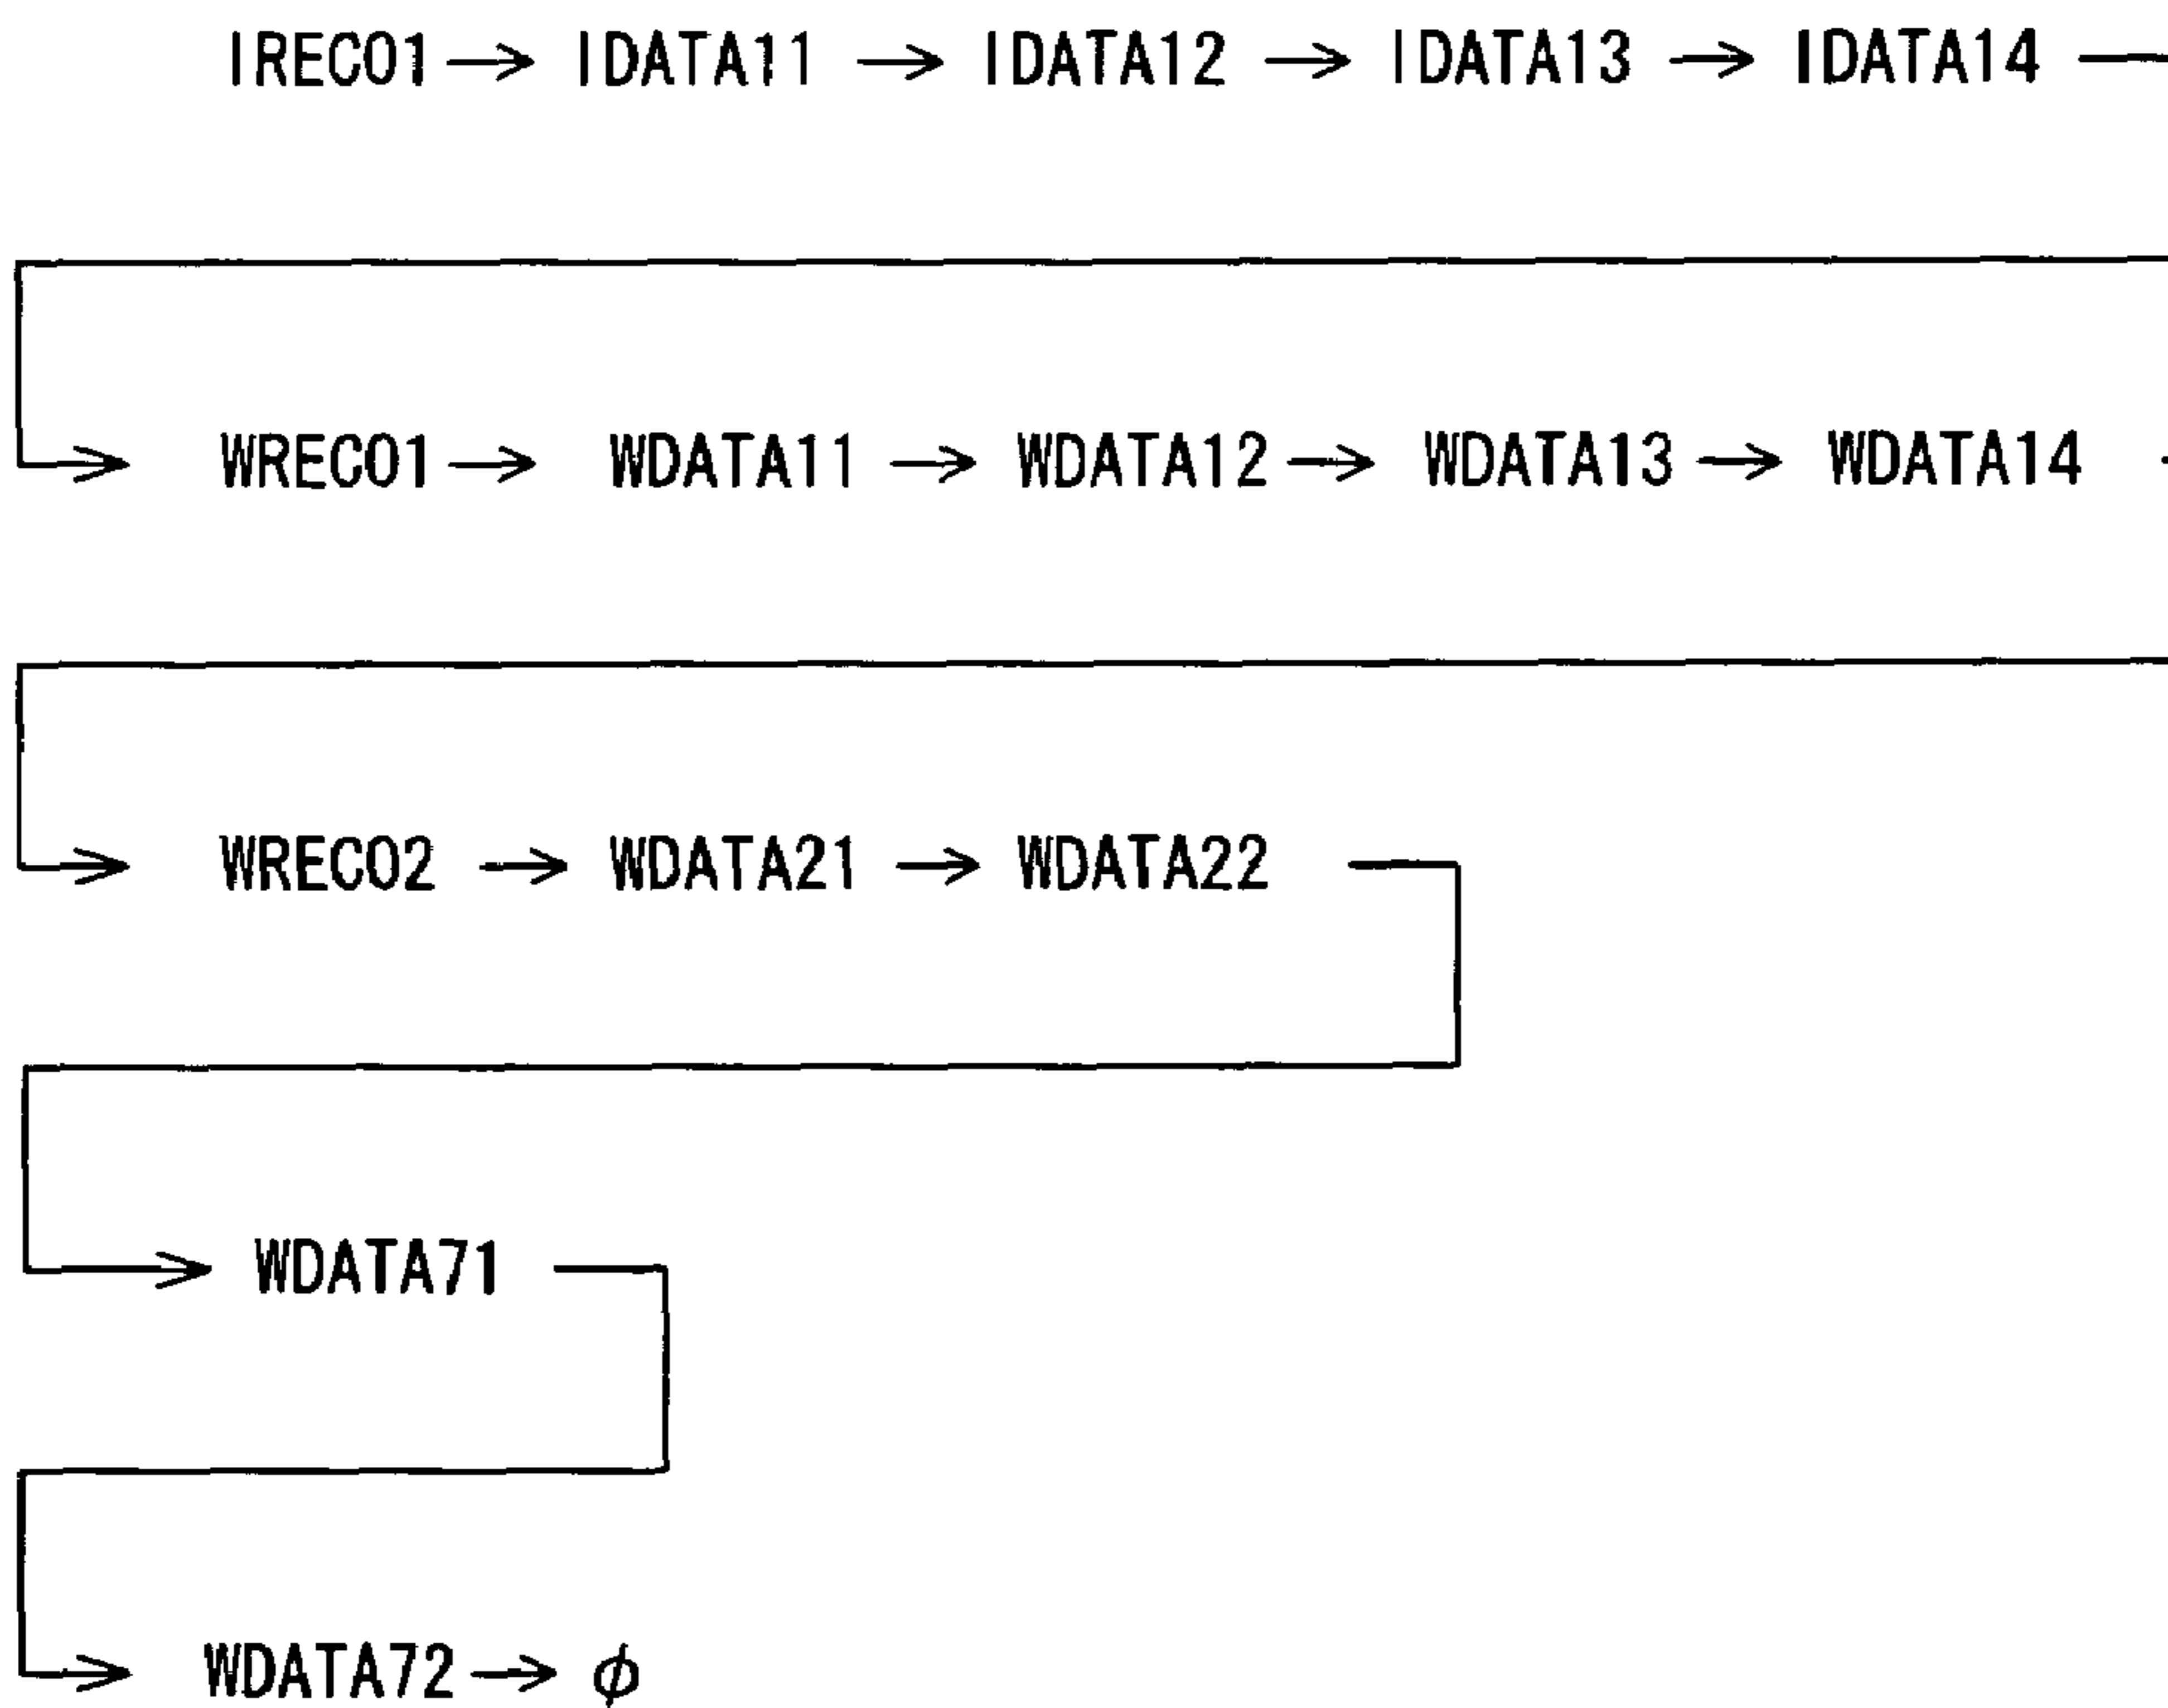 IREC01 → IDATA11 → IDATA12 → IDATA13 → IDATA14
WREC01 → WDATA11 → WDATA12 → WDATA13 → WDATA14
WREC02 → WDATA21 → WDATA22
WDATA71
WDATA72 → φ